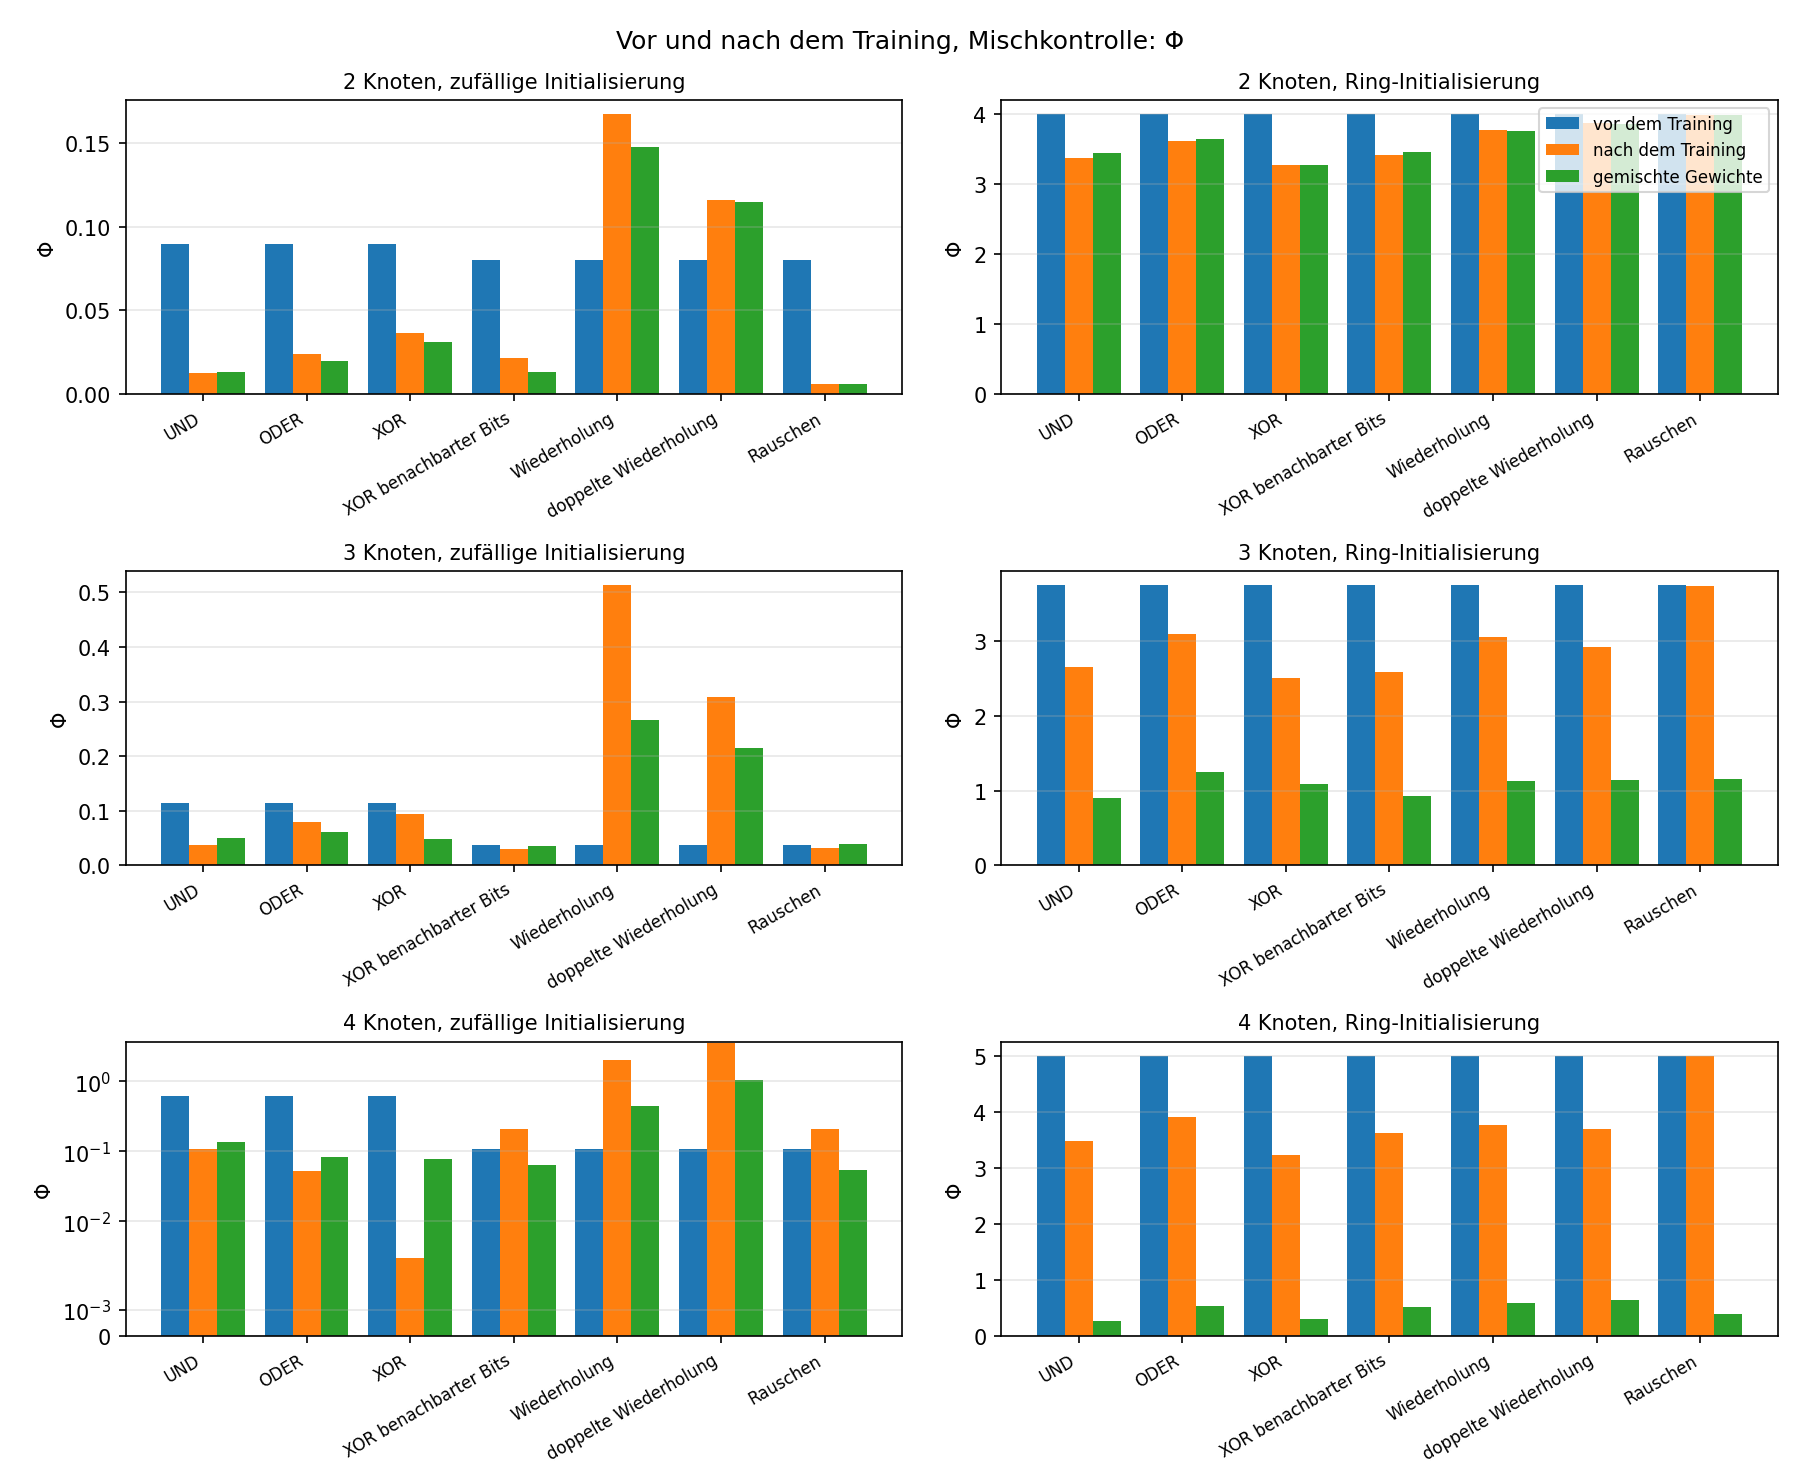 Vor und nach dem Training, Mischkontrolle: Φ
2 Knoten, zufällige Initialisierung
Φ
0.15
0.10
0.05
0.00
UND
ODER
XOR
XOR benachbarter Bits
Wiederholung
doppelte Wiederholung
Rauschen
2 Knoten, Ring-Initialisierung
Φ
4
3
2
1
0
vor dem Training
nach dem Training
gemischte Gewichte
UND
ODER
XOR
XOR benachbarter Bits
Wiederholung
doppelte Wiederholung
Rauschen
3 Knoten, zufällige Initialisierung
Φ
0.5
0.4
0.3
0.2
0.1
0.0
UND
ODER
XOR
XOR benachbarter Bits
Wiederholung
doppelte Wiederholung
Rauschen
3 Knoten, Ring-Initialisierung
Φ
3
2
1
0
UND
ODER
XOR
XOR benachbarter Bits
Wiederholung
doppelte Wiederholung
Rauschen
4 Knoten, zufällige Initialisierung
Φ
10⁰
10⁻¹
10⁻²
10⁻³
0
UND
ODER
XOR
XOR benachbarter Bits
Wiederholung
doppelte Wiederholung
Rauschen
4 Knoten, Ring-Initialisierung
Φ
5
4
3
2
1
0
UND
ODER
XOR
XOR benachbarter Bits
Wiederholung
doppelte Wiederholung
Rauschen